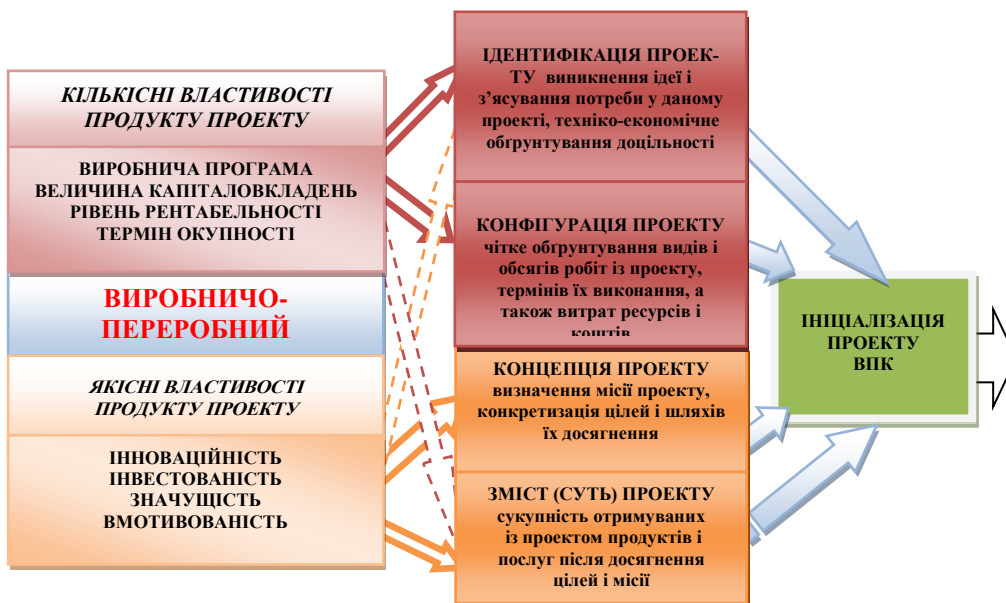 КІЛЬКІСНІ ВЛАСТИВОСТІ
ПРОДУКТУ ПРОЕКТУ
ВИРОБНИЧА ПРОГРАМА
ВЕЛИЧИНА КАПІТАЛОВКЛАДЕНЬ
РІВЕНЬ РЕНТАБЕЛЬНОСТІ
ТЕРМІН ОКУПНОСТІ
ВИРОБНИЧО-
ПЕРЕРОБНИЙ
ЯКІСНІ ВЛАСТИВОСТІ
ПРОДУКТУ ПРОЕКТУ
ІННОВАЦІЙНІСТЬ
ІНВЕСТОВАНІСТЬ
ЗНАЧУЩІСТЬ
ВМОТИВОВАНІСТЬ
ІДЕНТИФІКАЦІЯ ПРОЕК-
ТУ виникнення ідеї і
з’ясування потреби у даному
проекті, техніко-економічне
обґрунтування доцільності
КОНФІГУРАЦІЯ ПРОЕКТУ
чітке обґрунтування видів і
обсягів робіт із проекту,
термінів їх виконання, а
також витрат ресурсів і
коштів
КОНЦЕПЦІЯ ПРОЕКТУ
визначення місії проекту,
конкретизація цілей і шляхів
їх досягнення
ЗМІСТ (СУТЬ) ПРОЕКТУ
сукупність отримуваних
із проектом продуктів і
послуг після досягнення
цілей і місії
ІНІЦІАЛІЗАЦІЯ
ПРОЕКТУ
ВПК